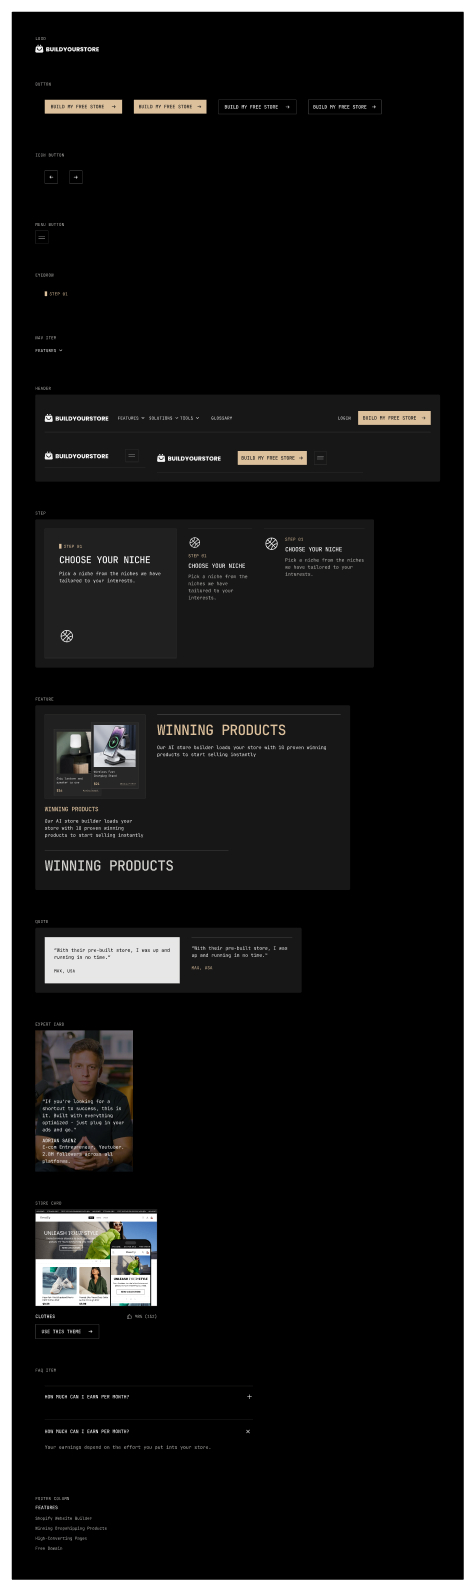 LOGO
BUILDYOURSTORE
BUTTON
BUILD MY FREE STORE → BUILD MY FREE STORE → BUILD MY FREE STORE → BUILD MY FREE STORE →
ICON BUTTON
← →
MENU BUTTON
EYEBROW
STEP 01
NAV ITEM
FEATURES
HEADER
BUILDYOURSTORE FEATURES SOLUTIONS TOOLS GLOSSARY LOGIN BUILD MY FREE STORE →
BUILDYOURSTORE BUILDYOURSTORE BUILD MY FREE STORE →
STEP
STEP 01
CHOOSE YOUR NICHE
Pick a niche from the niches we have
tailored to your interests.
STEP 01
CHOOSE YOUR NICHE
Pick a niche from the
niches we have
tailored to your
interests.
STEP 01
CHOOSE YOUR NICHE
Pick a niche from the niches
we have tailored to your
interests.
FEATURE
WINNING PRODUCTS
Our AI store builder loads your
store with 10 proven winning
products to start selling instantly
WINNING PRODUCTS
Our AI store builder loads your store with 10 proven winning
products to start selling instantly
WINNING PRODUCTS
QUOTE
"With their pre-built store, I was up and
running in no time."
MAX, USA
"With their pre-built store, I was
up and running in no time."
MAX, USA
EXPERT CARD
"If you're looking for a
shortcut to success, this is
it. Built with everything
optimized - just plug in your
ads and go."
ADRIAN SAENZ
E-com Entrepreneur, Youtuber,
2.8M followers across all
platforms.
STORE CARD
UNLEASH YOUR STYLE
UNLEASH YOUR STYLE
CLOTHES
USE THIS THEME →
FAQ ITEM
HOW MUCH CAN I EARN PER MONTH? +
HOW MUCH CAN I EARN PER MONTH? ×
Your earnings depend on the effort you put into your store.
FOOTER COLUMN
FEATURES
Shopify Website Builder
Winning Dropshipping Products
High-Converting Pages
Free Domain